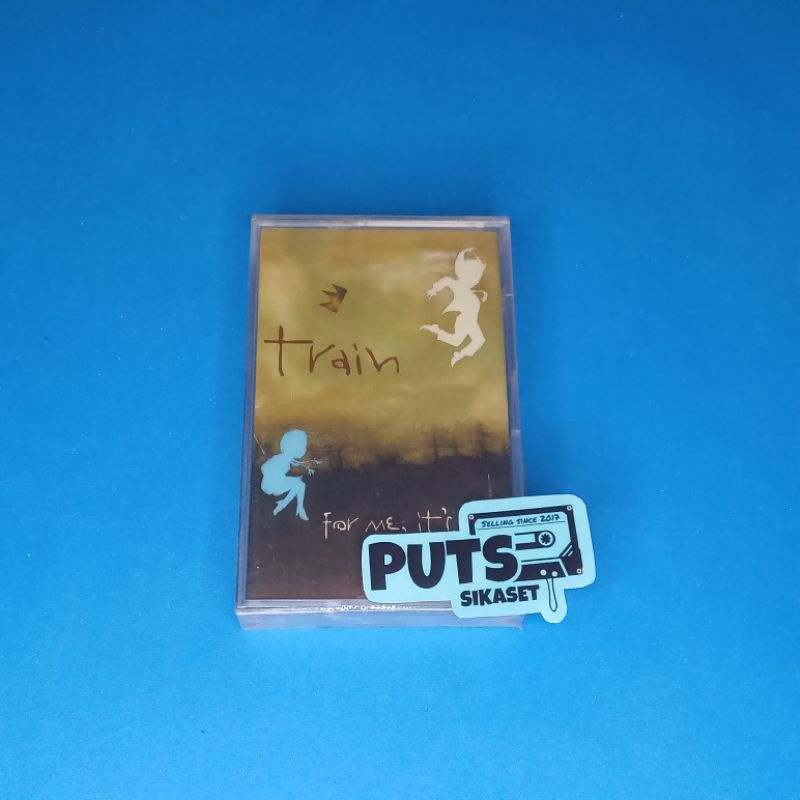 train
for me, it's
SELLING SINCE 2017
PUTS
SIKASET